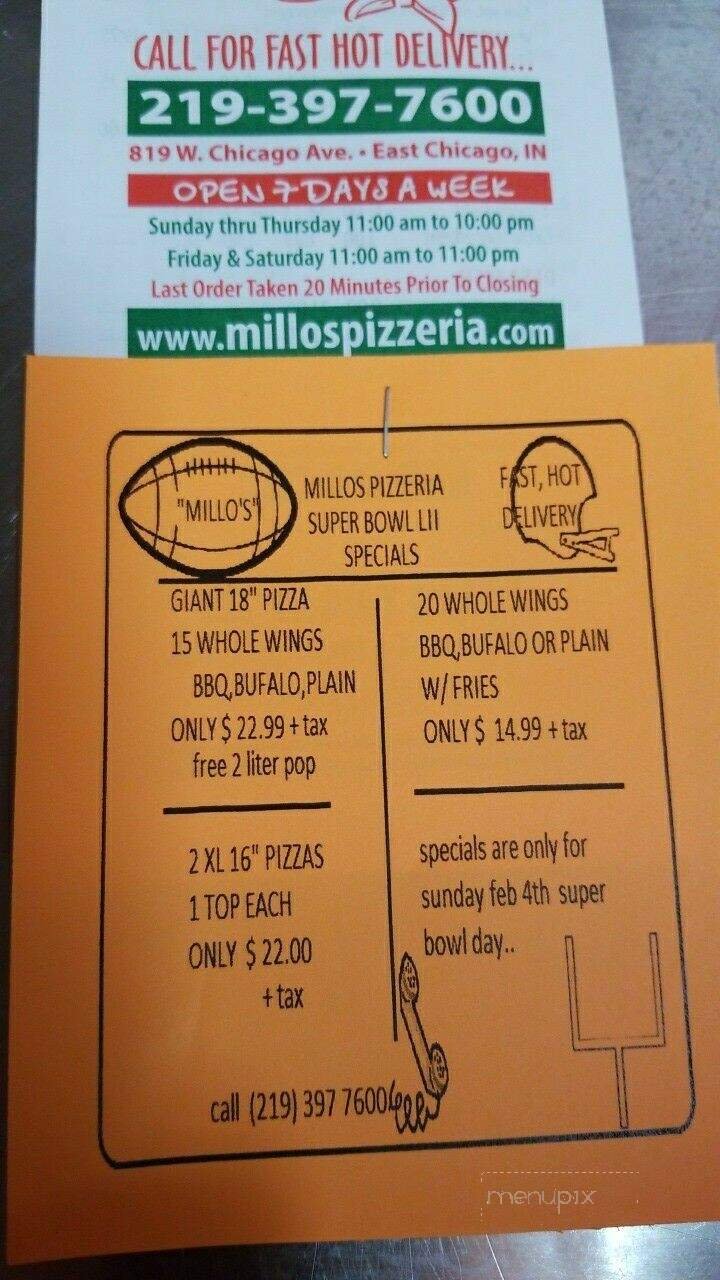 CALL FOR FAST HOT DELIVERY...
219-397-7600
819 W. Chicago Ave. • East Chicago, IN
OPEN 7 DAYS A WEEK
Sunday thru Thursday 11:00 am to 10:00 pm
Friday & Saturday 11:00 am to 11:00 pm
Last Order Taken 20 Minutes Prior To Closing
www.millospizzeria.com
"MILLO'S"
MILLOS PIZZERIA
SUPER BOWL LII
SPECIALS
FAST, HOT
DELIVERY
GIANT 18" PIZZA
15 WHOLE WINGS
BBQ,BUFALO,PLAIN
ONLY $ 22.99 + tax
free 2 liter pop
20 WHOLE WINGS
BBQ,BUFALO OR PLAIN
W/ FRIES
ONLY $ 14.99 + tax
2 XL 16" PIZZAS
1 TOP EACH
ONLY $ 22.00
+ tax
specials are only for
sunday feb 4th super
bowl day..
call (219) 397 7600
menupix